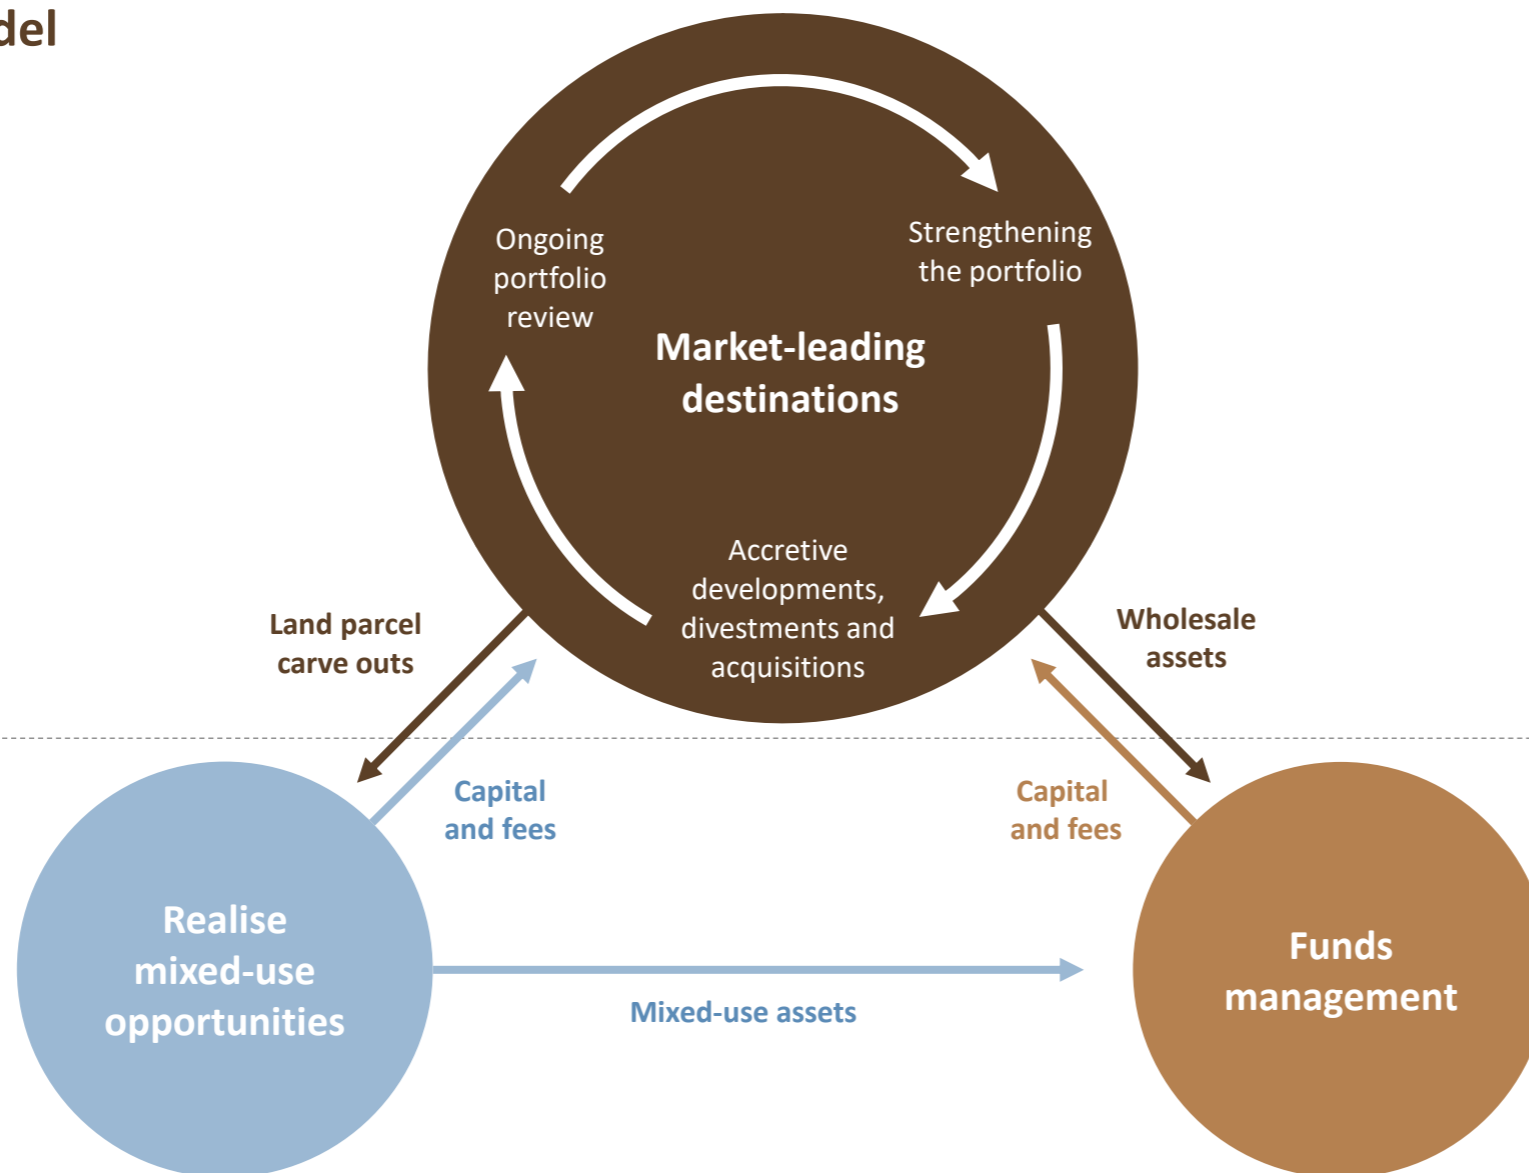 del
Ongoing
portfolio
review
Strengthening
the portfolio
Market-leading
destinations
Accretive
developments,
divestments and
acquisitions
Land parcel
carve outs
Wholesale
assets
Capital
and fees
Capital
and fees
Realise
mixed-use
opportunities
Mixed-use assets
Funds
management